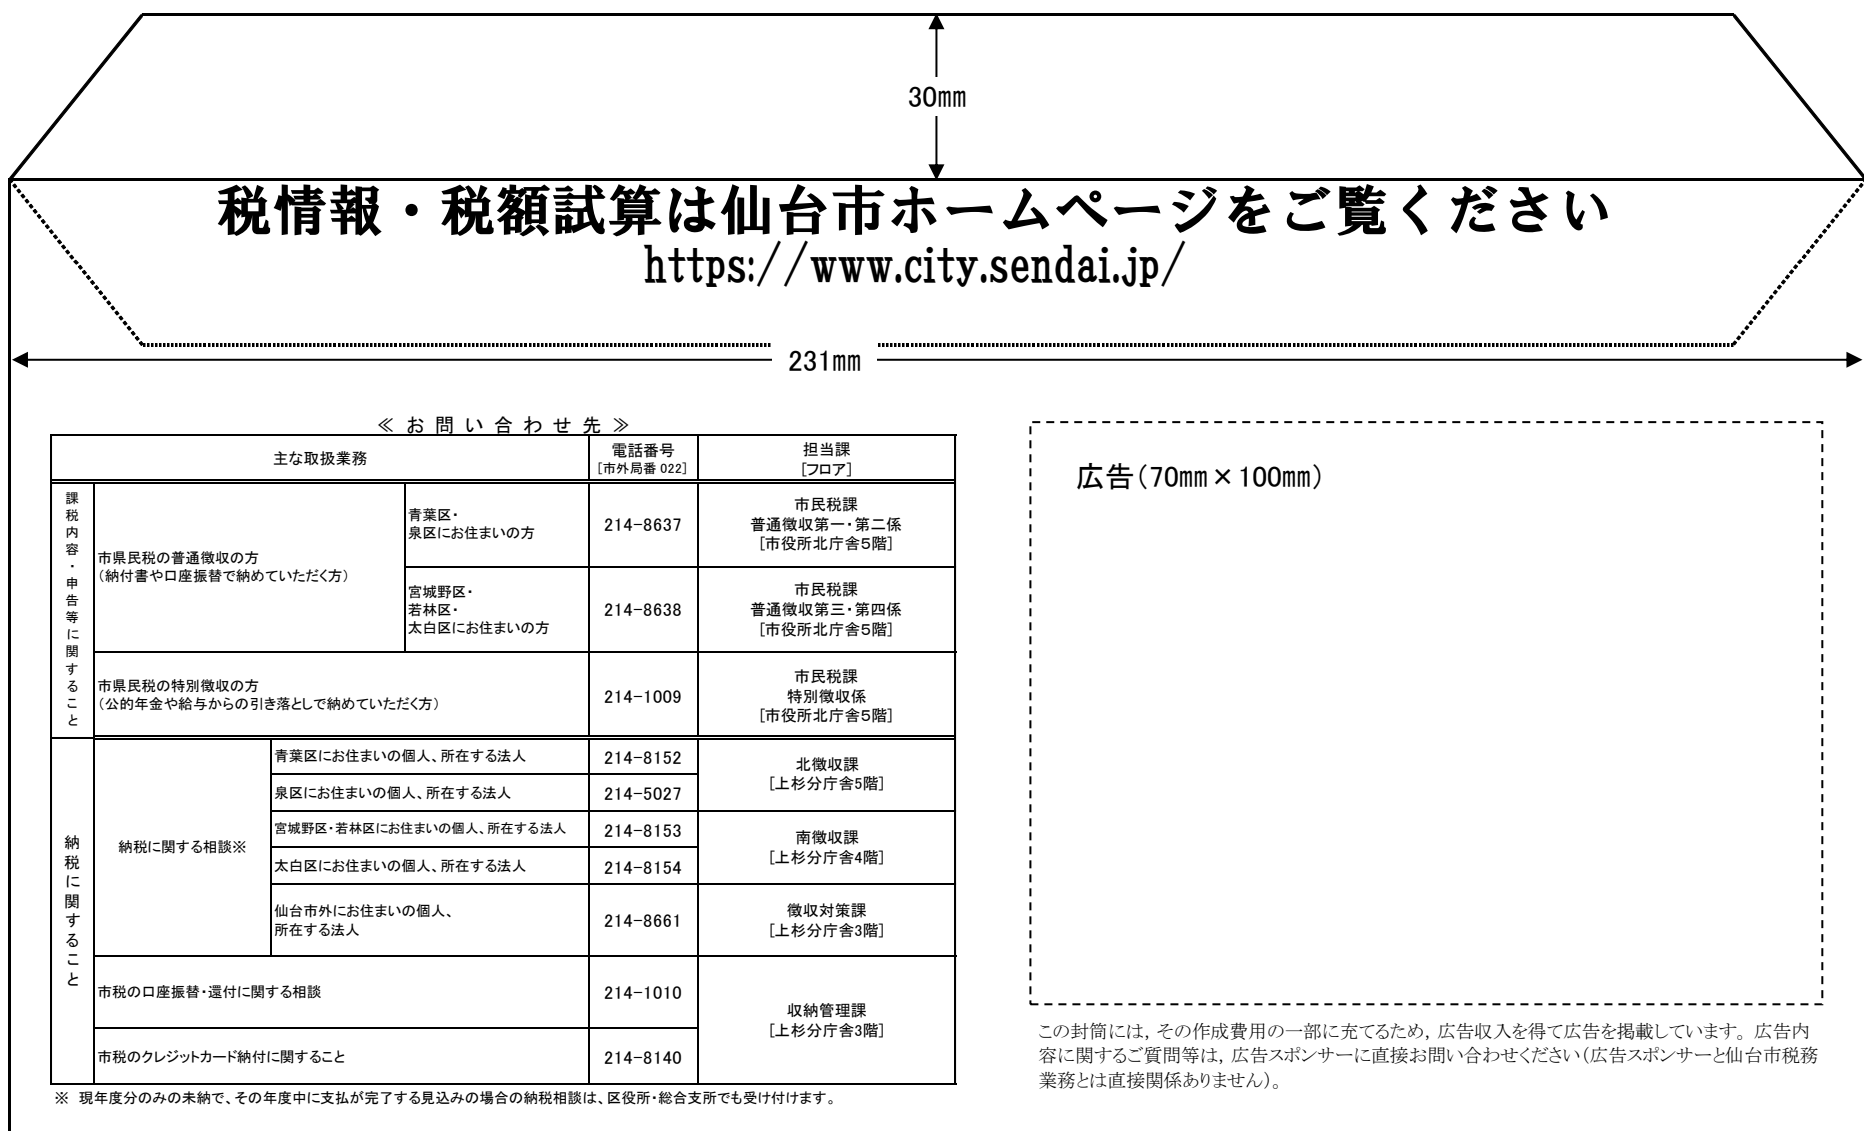 30mm
税情報・税額試算は仙台市ホームページをご覧ください
https://www.city.sendai.jp/
231mm
≪お問い合わせ先≫
主な取扱業務
電話番号
[市外局番 022]
担当課
[フロア]
課税内容・申告等に関すること
市県民税の普通徴収の方
（納付書や口座振替で納めていただく方）
青葉区・
泉区にお住まいの方
214-8637
市民税課
普通徴収第一・第二係
[市役所北庁舎5階]
宮城野区・
若林区・
太白区にお住まいの方
214-8638
市民税課
普通徴収第三・第四係
[市役所北庁舎5階]
市県民税の特別徴収の方
（公的年金や給与からの引き落としで納めていただく方）
214-1009
市民税課
特別徴収係
[市役所北庁舎5階]
納税に関すること
納税に関する相談※
青葉区にお住まいの個人、所在する法人
214-8152
北徴収課
[上杉分庁舎5階]
泉区にお住まいの個人、所在する法人
214-5027
宮城野区・若林区にお住まいの個人、所在する法人
214-8153
南徴収課
[上杉分庁舎4階]
太白区にお住まいの個人、所在する法人
214-8154
仙台市外にお住まいの個人、
所在する法人
214-8661
徴収対策課
[上杉分庁舎3階]
市税の口座振替・還付に関する相談
214-1010
収納管理課
[上杉分庁舎3階]
市税のクレジットカード納付に関すること
214-8140
※ 現年度分のみの未納で、その年度中に支払が完了する見込みの場合の納税相談は、区役所・総合支所でも受け付けます。
広告（70mm×100mm）
この封筒には，その作成費用の一部に充てるため，広告収入を得て広告を掲載しています。広告内
容に関するご質問等は，広告スポンサーに直接お問い合わせください（広告スポンサーと仙台市税務
業務とは直接関係ありません）。